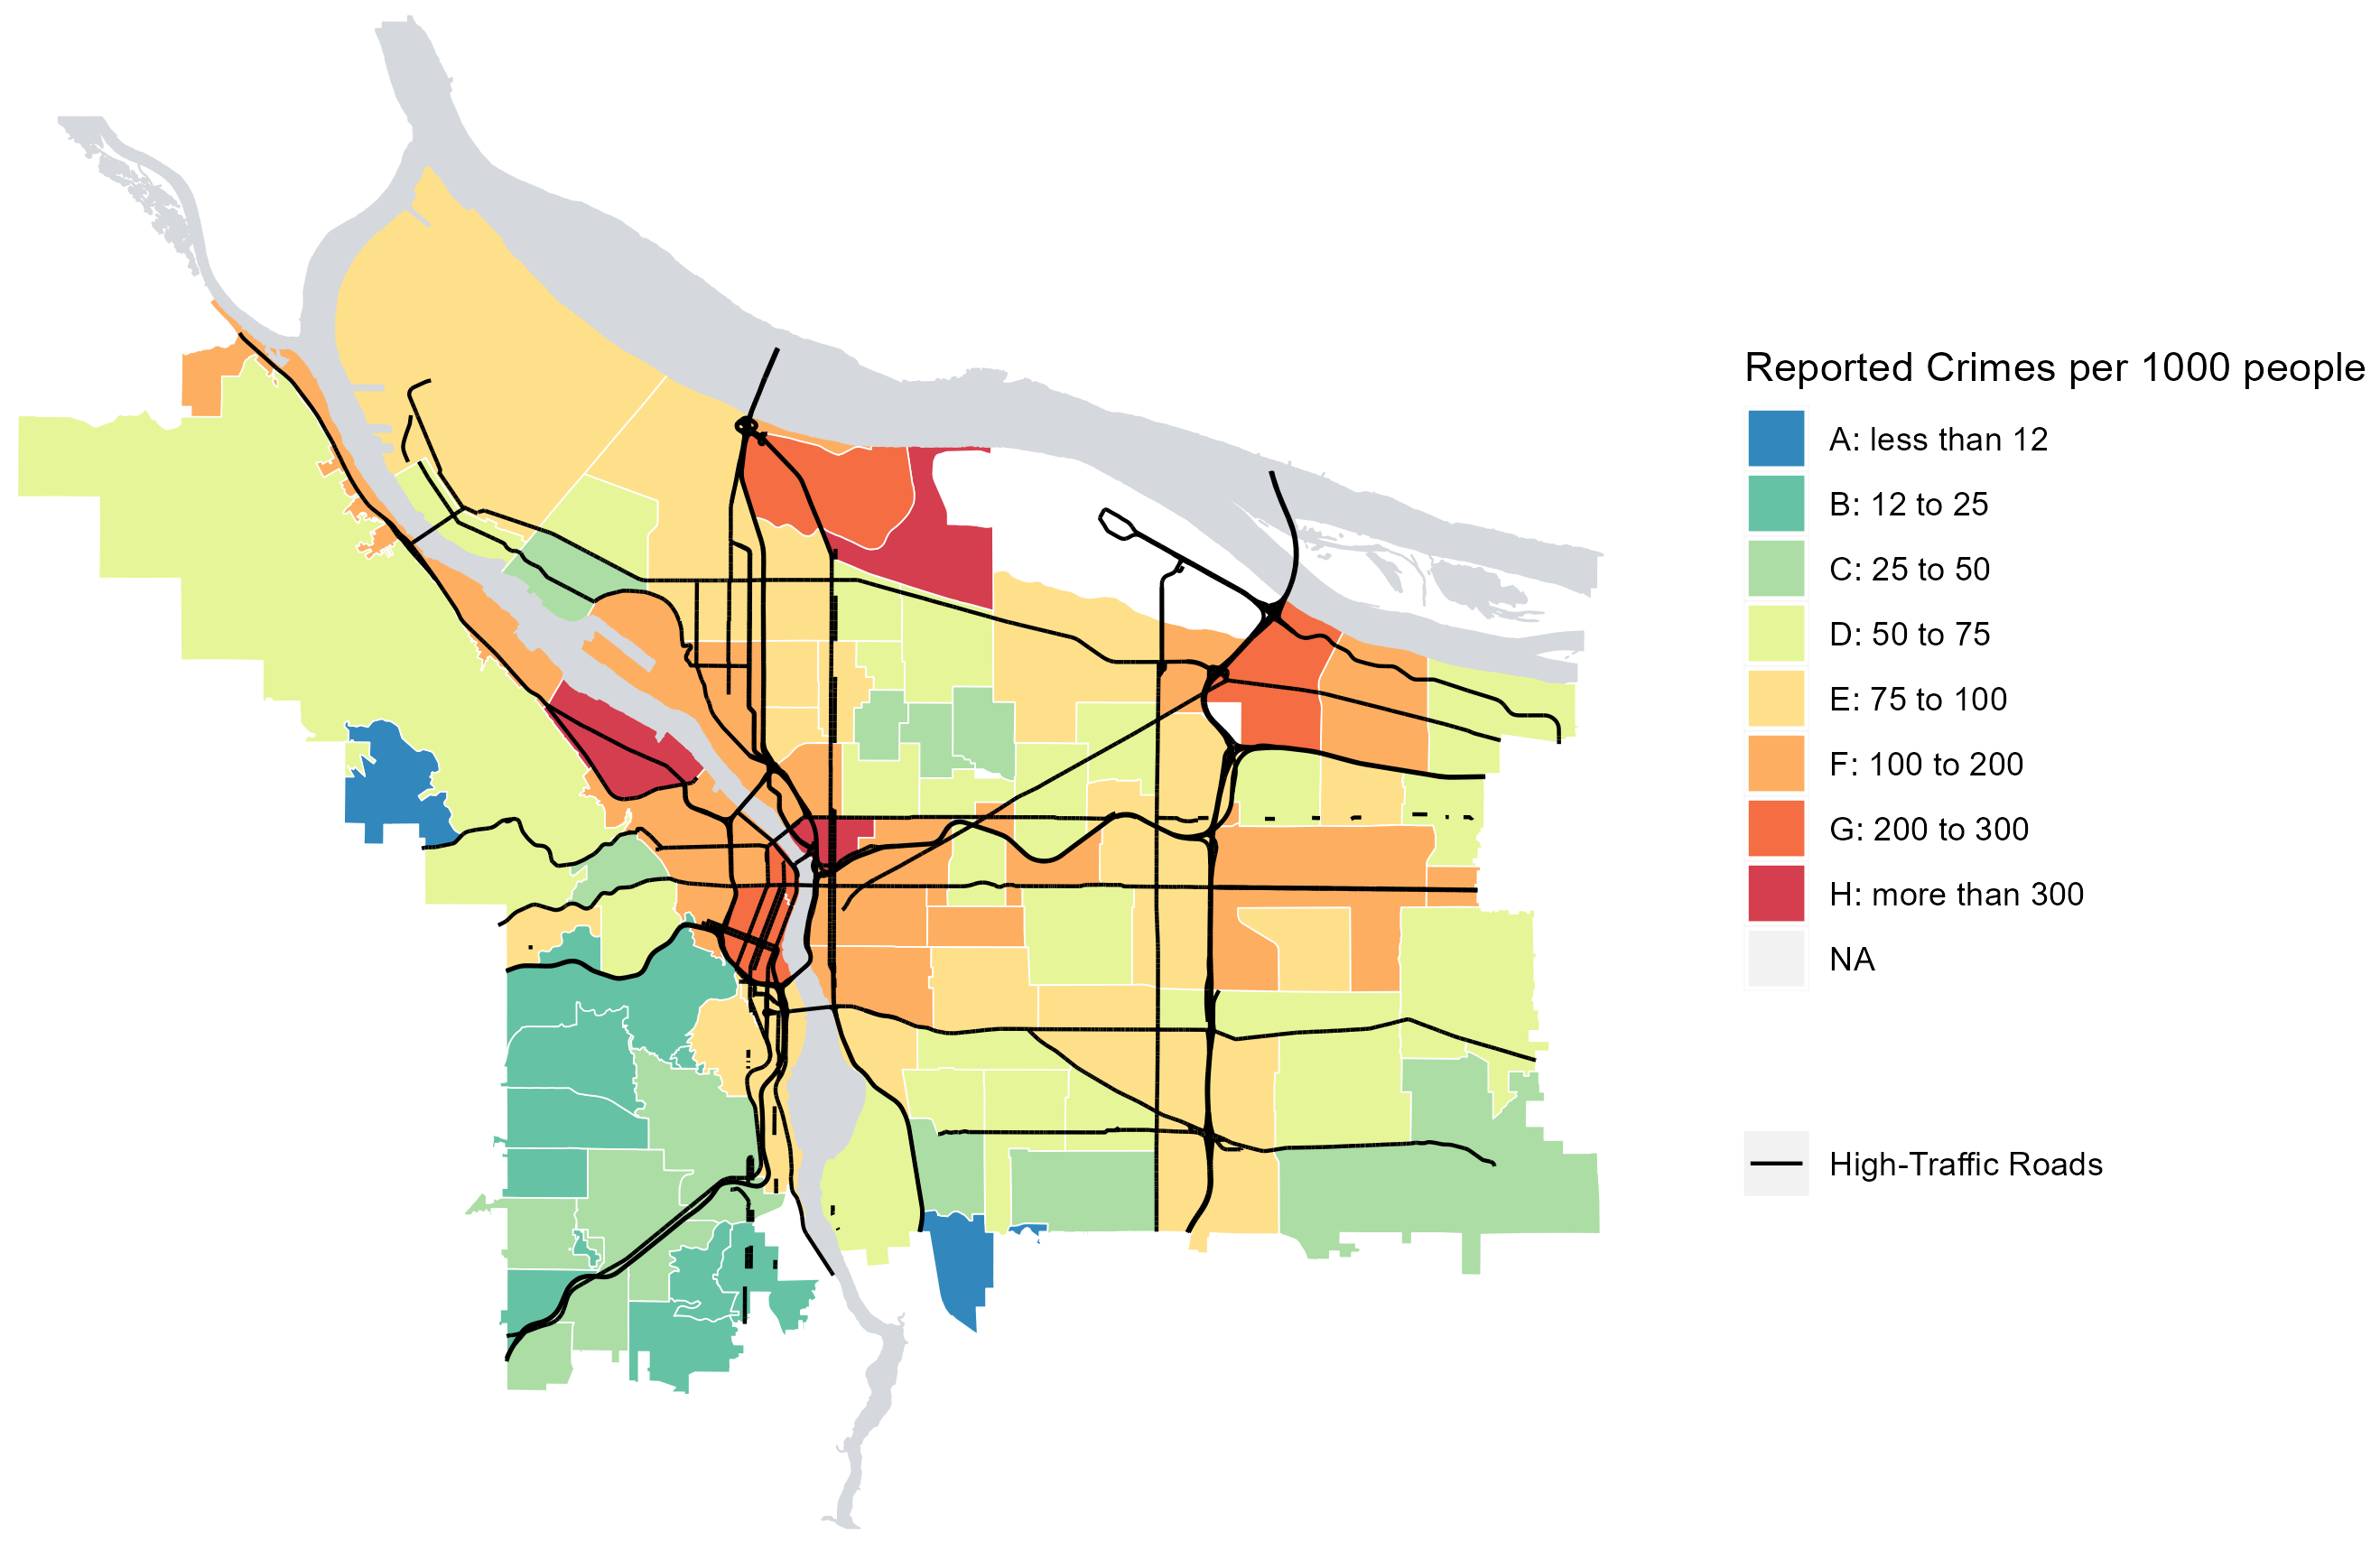 Reported Crimes per 1000 people
A: less than 12
B: 12 to 25
C: 25 to 50
D: 50 to 75
E: 75 to 100
F: 100 to 200
G: 200 to 300
H: more than 300
NA
High-Traffic Roads